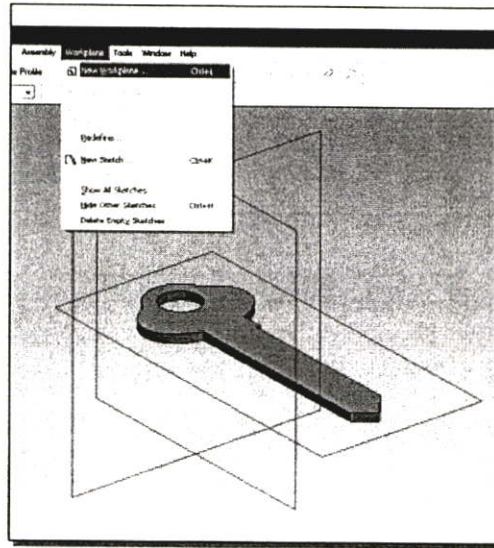 Assembly Workplane Tools Window Help
e Profile
New Workplane ... Ctrl+L
Redefine...
New Sketch... Ctrl+K
Show All Sketches
Hide Other Sketches Ctrl+H
Delete Empty Sketches